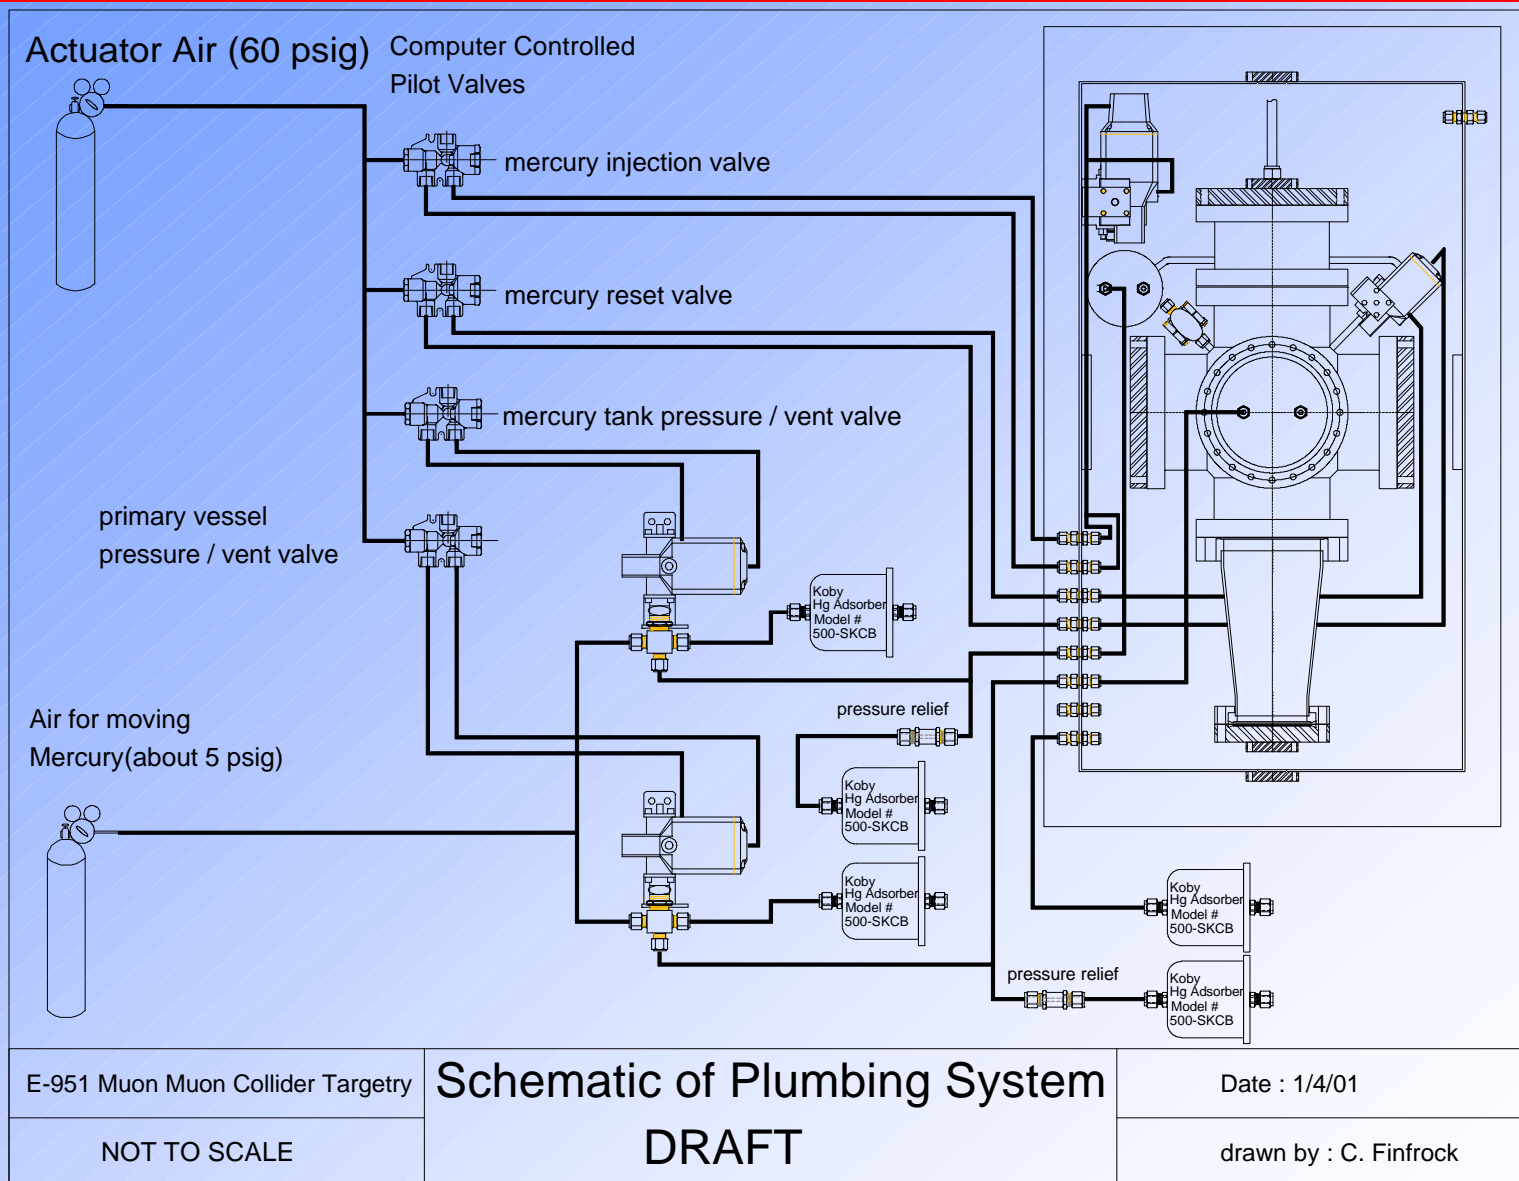 Actuator Air (60 psig)
Computer Controlled
Pilot Valves
mercury injection valve
mercury reset valve
mercury tank pressure / vent valve
primary vessel
pressure / vent valve
Koby
Hg Adsorber
Model #
500-SKCB
Air for moving
Mercury(about 5 psig)
pressure relief
Koby
Hg Adsorber
Model #
500-SKCB
Koby
Hg Adsorber
Model #
500-SKCB
Koby
Hg Adsorber
Model #
500-SKCB
pressure relief
Koby
Hg Adsorber
Model #
500-SKCB
E-951 Muon Muon Collider Targetry
NOT TO SCALE
Schematic of Plumbing System
DRAFT
Date : 1/4/01
drawn by : C. Finfrock